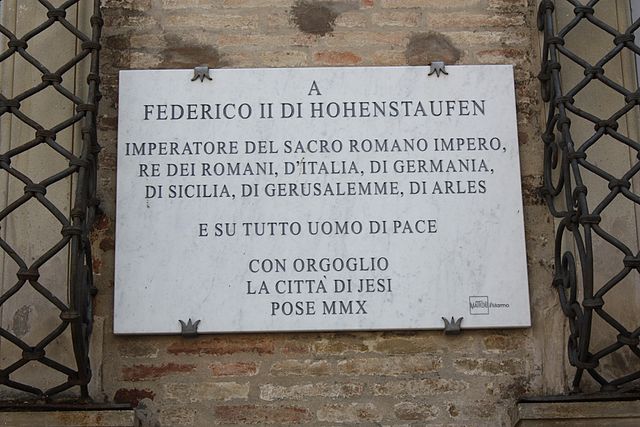 A
FEDERICO II DI HOHENSTAUFEN
IMPERATORE DEL SACRO ROMANO IMPERO,
RE DEI ROMANI, D'ITALIA, DI GERMANIA,
DI SICILIA, DI GERUSALEMME, DI ARLES
E SU TUTTO UOMO DI PACE
CON ORGOGLIO
LA CITTÀ DI JESI
POSE MMX